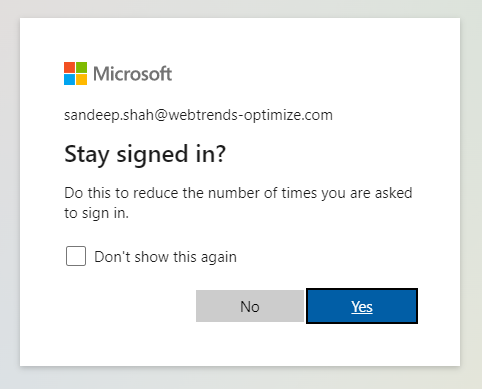 Microsoft
sandeep.shah@webtrends-optimize.com
Stay signed in?
Do this to reduce the number of times you are asked
to sign in.
Don't show this again
No
Yes